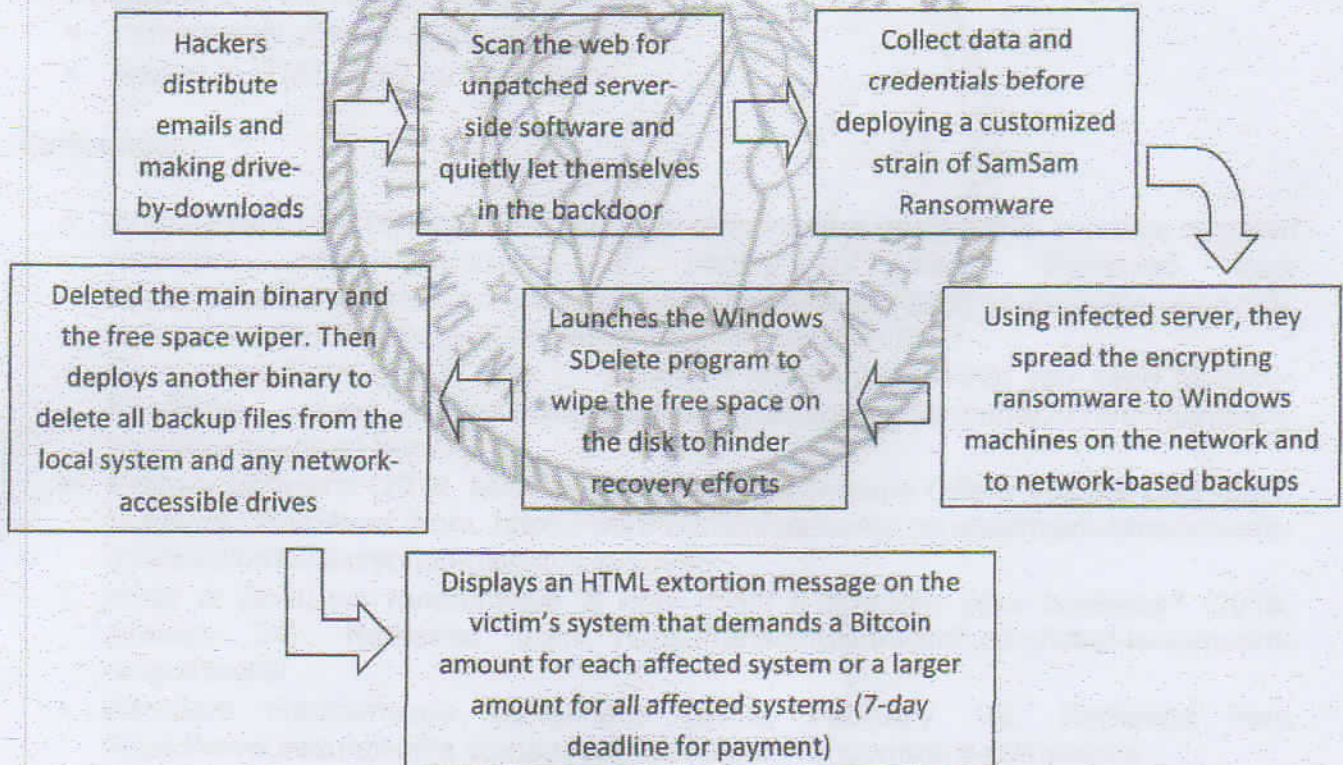 Hackers
distribute
emails and
making drive-
by-downloads
Scan the web for
unpatched server-
side software and
quietly let themselves
in the backdoor
Collect data and
credentials before
deploying a customized
strain of SamSam
Ransomware
Using infected server, they
spread the encrypting
ransomware to Windows
machines on the network and
to network-based backups
Launches the Windows
SDelete program to
wipe the free space on
the disk to hinder
recovery efforts
Deleted the main binary and
the free space wiper. Then
deploys another binary to
delete all backup files from the
local system and any network-
accessible drives
Displays an HTML extortion message on the
victim's system that demands a Bitcoin
amount for each affected system or a larger
amount for all affected systems (7-day
deadline for payment)
PNP